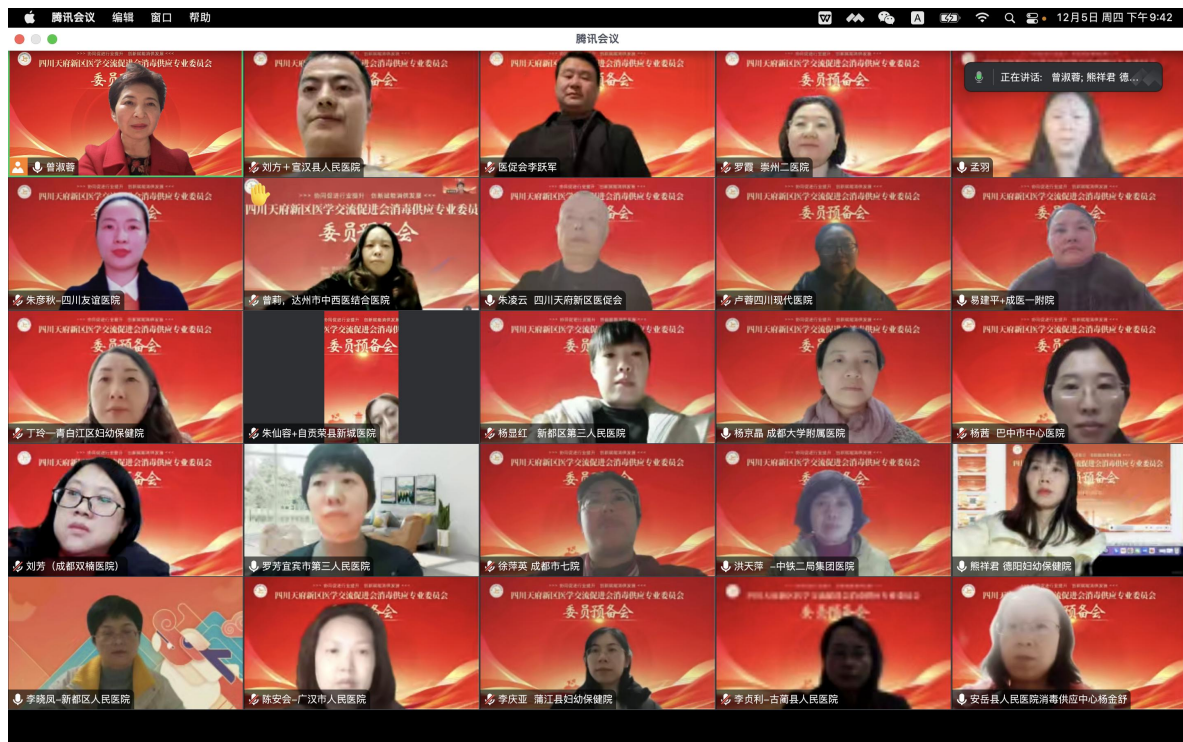 腾讯会议 编辑 窗口 帮助
12月5日 周四 下午9:42
腾讯会议
正在讲话: 曾淑蓉; 熊祥君 德...
四川天府新区医学交流促进会消毒供应专业委员会
委员预备会
曾淑蓉
刘方+宣汉县人民医院
医促会李跃军
罗霞 崇州二医院
孟羽
朱彦秋-四川友谊医院
曾莉，达州市中西医结合医院
朱凌云 四川天府新区医促会
卢蓉四川现代医院
易建平+成医一附院
丁玲—青白江区妇幼保健院
朱仙容+自贡荣县新城医院
杨显红 新都区第三人民医院
杨京晶 成都大学附属医院
杨茜 巴中市中心医院
刘芳（成都双楠医院）
罗芳宜宾市第三人民医院
徐萍英 成都市七院
洪天萍 -中铁二局集团医院
熊祥君 德阳妇幼保健院
李晓凤-新都区人民医院
陈安会-广汉市人民医院
李庆亚 蒲江县妇幼保健院
李贞利-古蔺县人民医院
安岳县人民医院消毒供应中心杨金舒